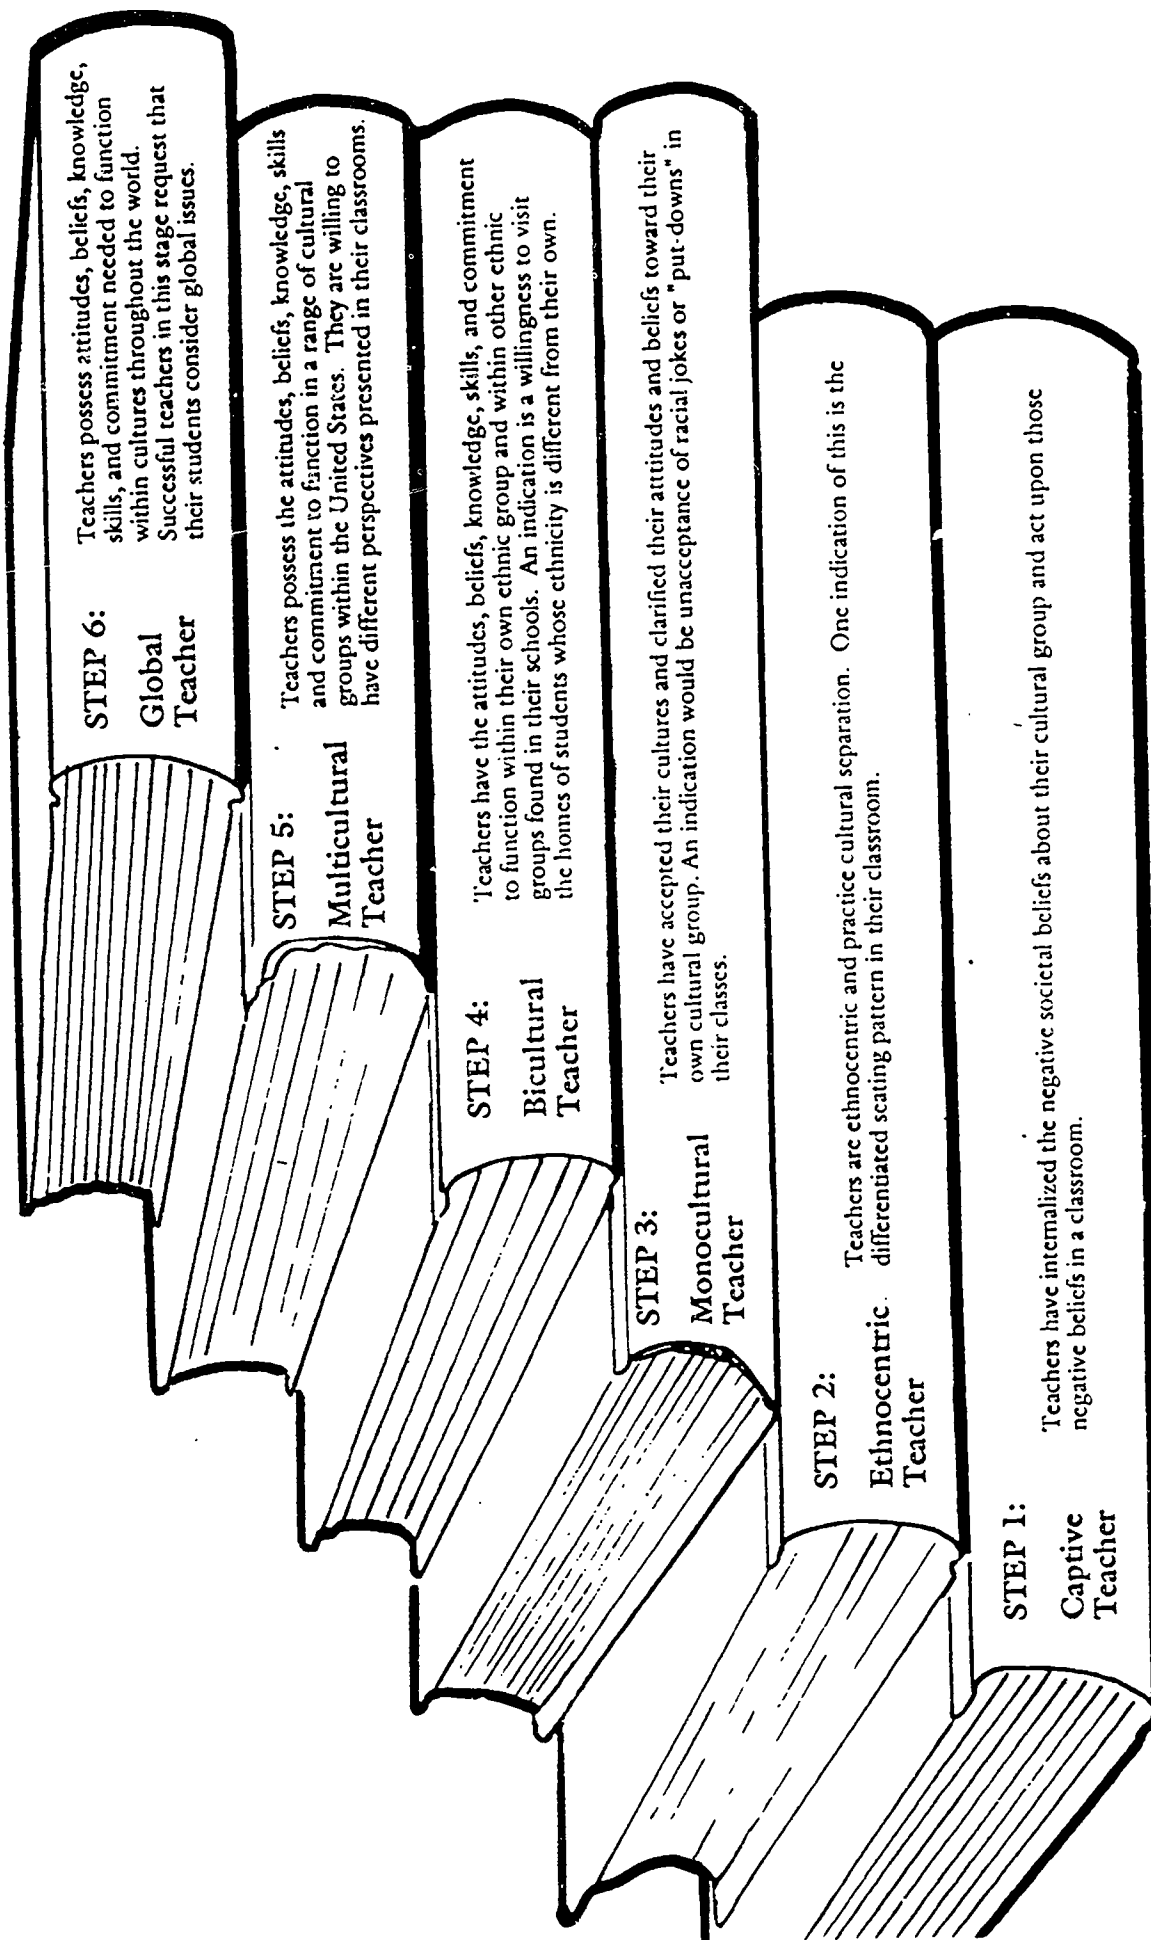 STEP 6:
Global
Teacher
Teachers possess attitudes, beliefs, knowledge,
skills, and commitment needed to function
within cultures throughout the world.
Successful teachers in this stage request that
their students consider global issues.
STEP 5:
Multicultural
Teacher
Teachers possess the attitudes, beliefs, knowledge, skills
and commitment to function in a range of cultural
groups within the United States. They are willing to
have different perspectives presented in their classrooms.
STEP 4:
Bicultural
Teacher
Teachers have the attitudes, beliefs, knowledge, skills, and commitment
to function within their own ethnic group and within other ethnic
groups found in their schools. An indication is a willingness to visit
the homes of students whose ethnicity is different from their own.
STEP 3:
Monocultural
Teacher
Teachers have accepted their cultures and clarified their attitudes and beliefs toward their
own cultural group. An indication would be unacceptance of racial jokes or "put-downs" in
their classes.
STEP 2:
Ethnocentric
Teacher
Teachers are ethnocentric and practice cultural separation. One indication of this is the
differentiated seating pattern in their classroom.
STEP 1:
Captive
Teacher
Teachers have internalized the negative societal beliefs about their cultural group and act upon those
negative beliefs in a classroom.